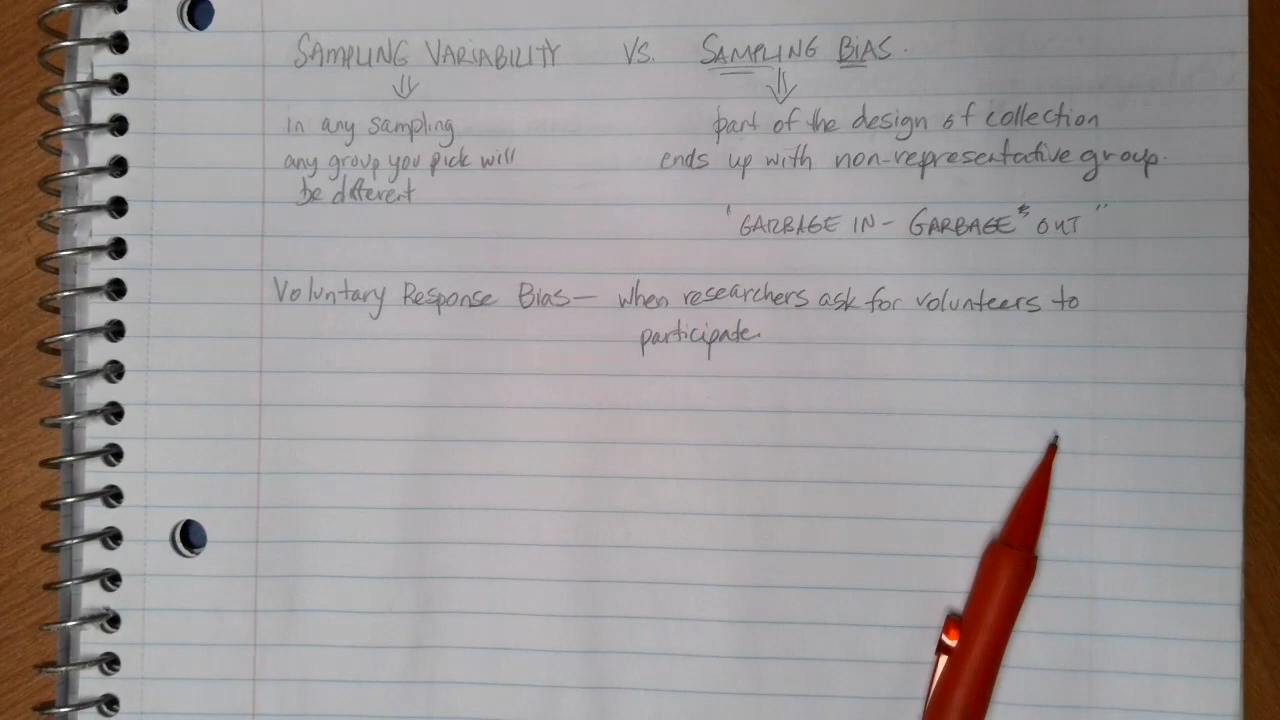 SAMPLING VARIABILITY VS. SAMPLING BIAS.
in any sampling
any group you pick will
be different
part of the design of collection
ends up with non-representative group.
"GARBAGE IN - GARBAGE OUT"
Voluntary Response Bias - when researchers ask for volunteers to
participate.